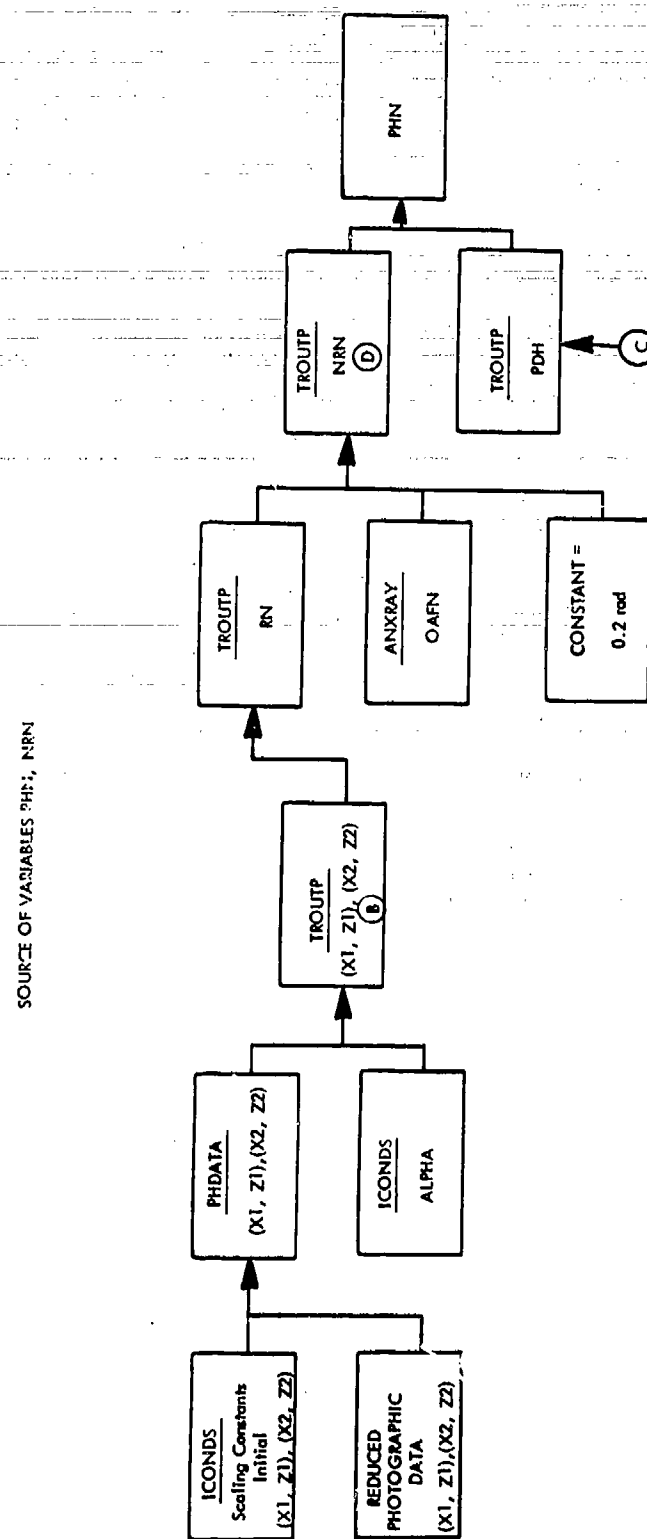 SOURCE OF VARIABLES PHN, NRN
ICONDS
Scaling Constants
Initial
(X1, Z1), (X2, Z2)
REDUCED
PHOTOGRAPHIC
DATA
(X1, Z1),(X2, Z2)
PHDATA
(X1, Z1),(X2, Z2)
ICONDS
ALPHA
TROUTP
(X1, Z1), (X2, Z2)
B
TROUTP
RN
ANXRAY
OAFN
CONSTANT =
0.2 rad
TROUTP
NRN
D
TROUTP
PDH
C
PHN